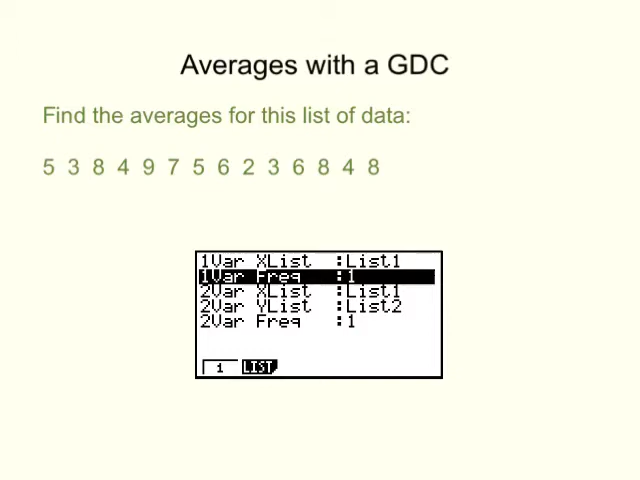 Averages with a GDC
Find the averages for this list of data:
5 3 8 4 9 7 5 6 2 3 6 8 4 8
1Var XList :List1
1Var Freq :1
2Var XList :List1
2Var YList :List2
2Var Freq :1
1 LIST